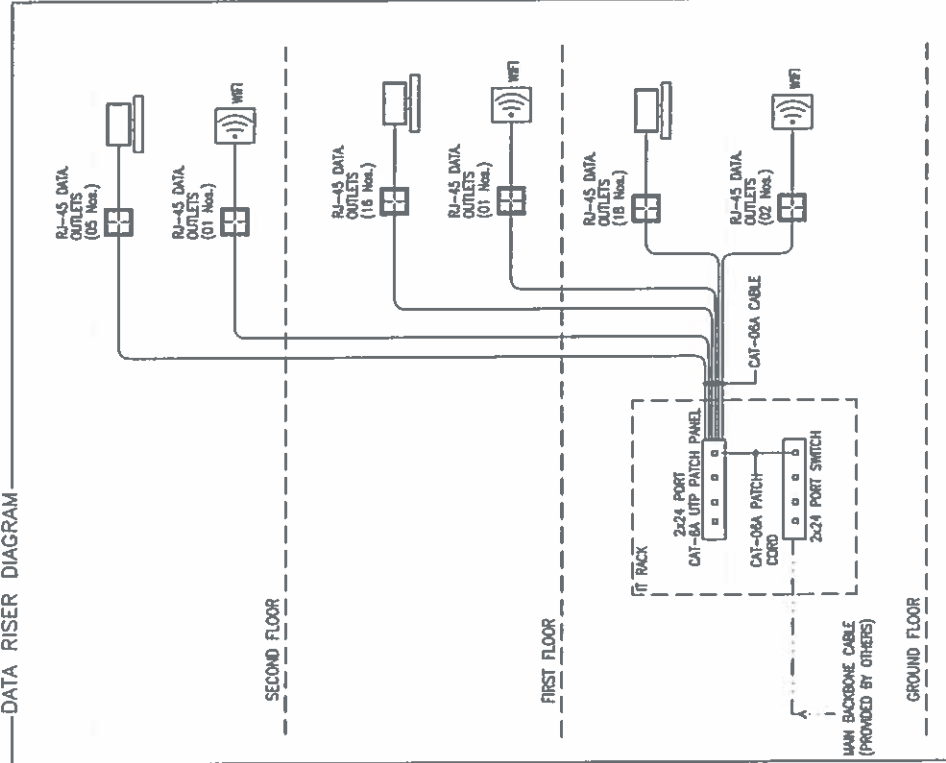 DATA RISER DIAGRAM
RJ-45 DATA
OUTLETS
(05 Nos.)
RJ-45 DATA
OUTLETS
(01 Nos.)
WIFI
SECOND FLOOR
RJ-45 DATA
OUTLETS
(16 Nos.)
RJ-45 DATA
OUTLETS
(01 Nos.)
WIFI
FIRST FLOOR
RJ-45 DATA
OUTLETS
(18 Nos.)
RJ-45 DATA
OUTLETS
(02 Nos.)
WIFI
CAT-06A CABLE
IT RACK
2x24 PORT
CAT-6A UTP PATCH PANEL
CAT-06A PATCH
CORD
2x24 PORT SWITCH
MAIN BACKBONE CABLE
(PROVIDED BY OTHERS)
GROUND FLOOR